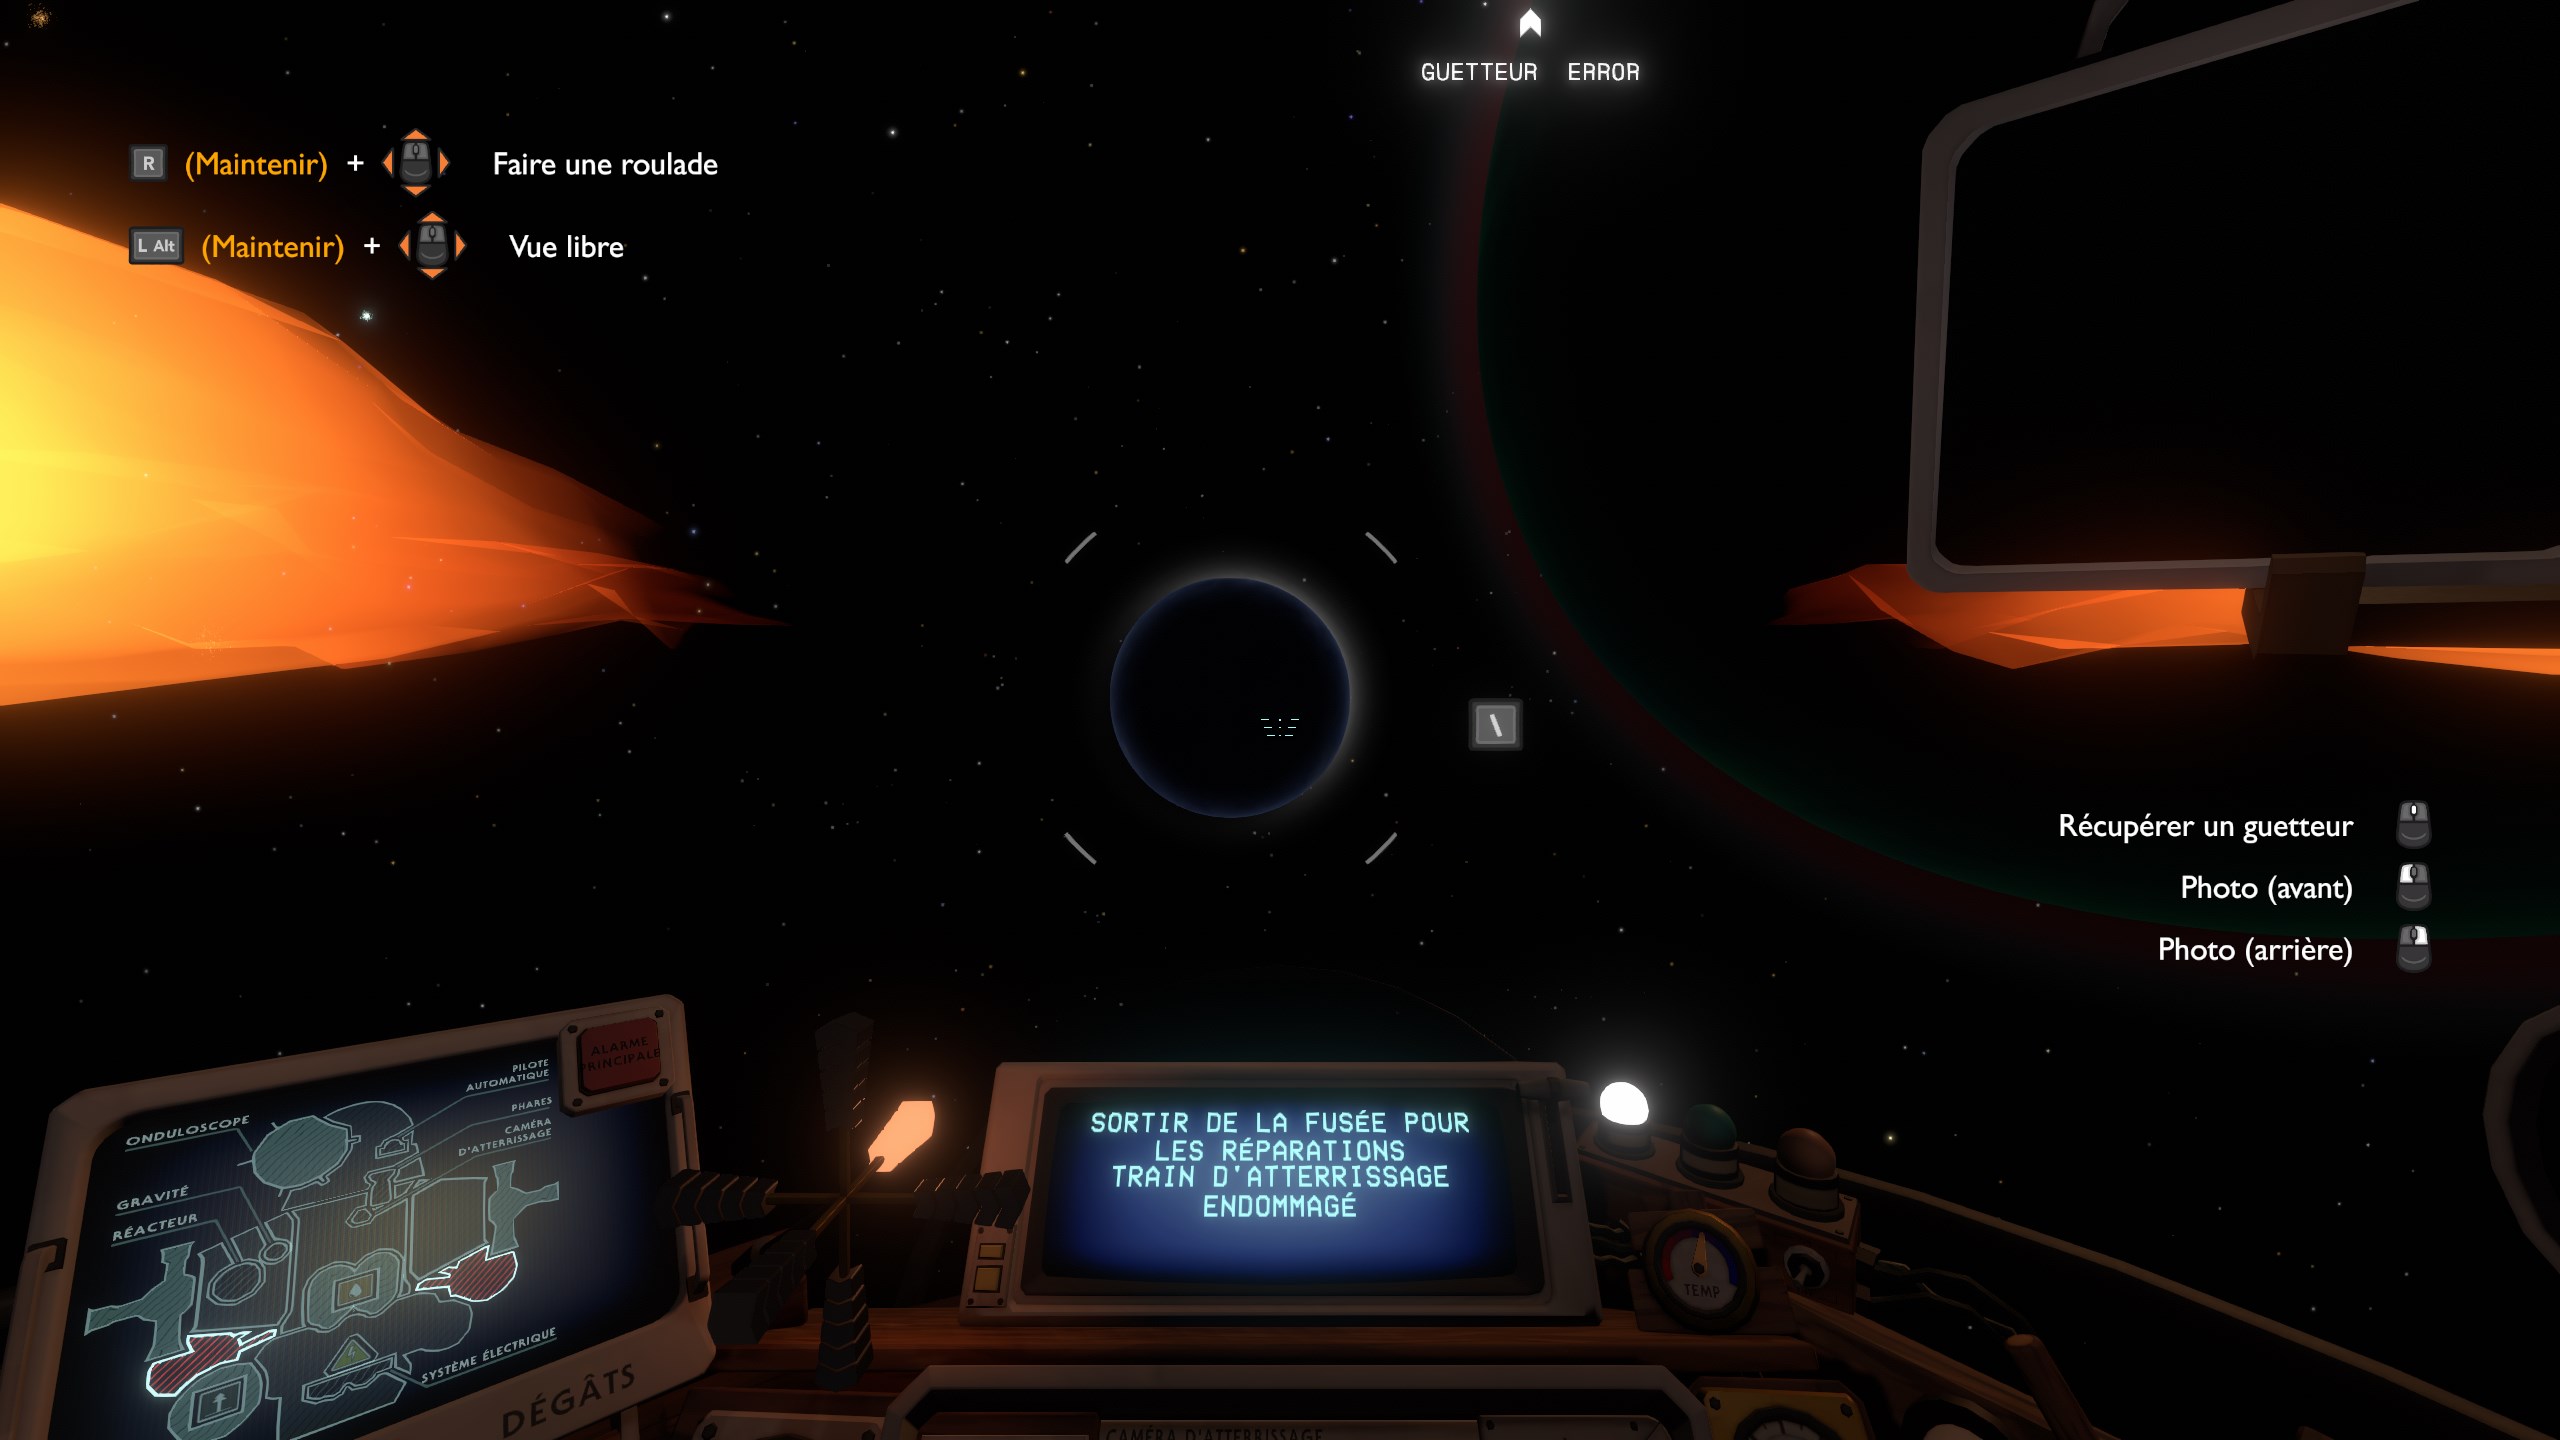 GUETTEUR ERROR
R (Maintenir) + Faire une roulade
L Alt (Maintenir) + Vue libre
\
Récupérer un guetteur
Photo (avant)
Photo (arrière)
ALARME
PRINCIPALE
PILOTE
AUTOMATIQUE
PHARES
CAMÉRA
D'ATTERRISSAGE
ONDULOSCOPE
GRAVITÉ
RÉACTEUR
SYSTÈME ÉLECTRIQUE
DÉGÂTS
SORTIR DE LA FUSÉE POUR
LES RÉPARATIONS
TRAIN D'ATTERRISSAGE
ENDOMMAGÉ
TEMP
CAMÉRA D'ATTERRISSAGE